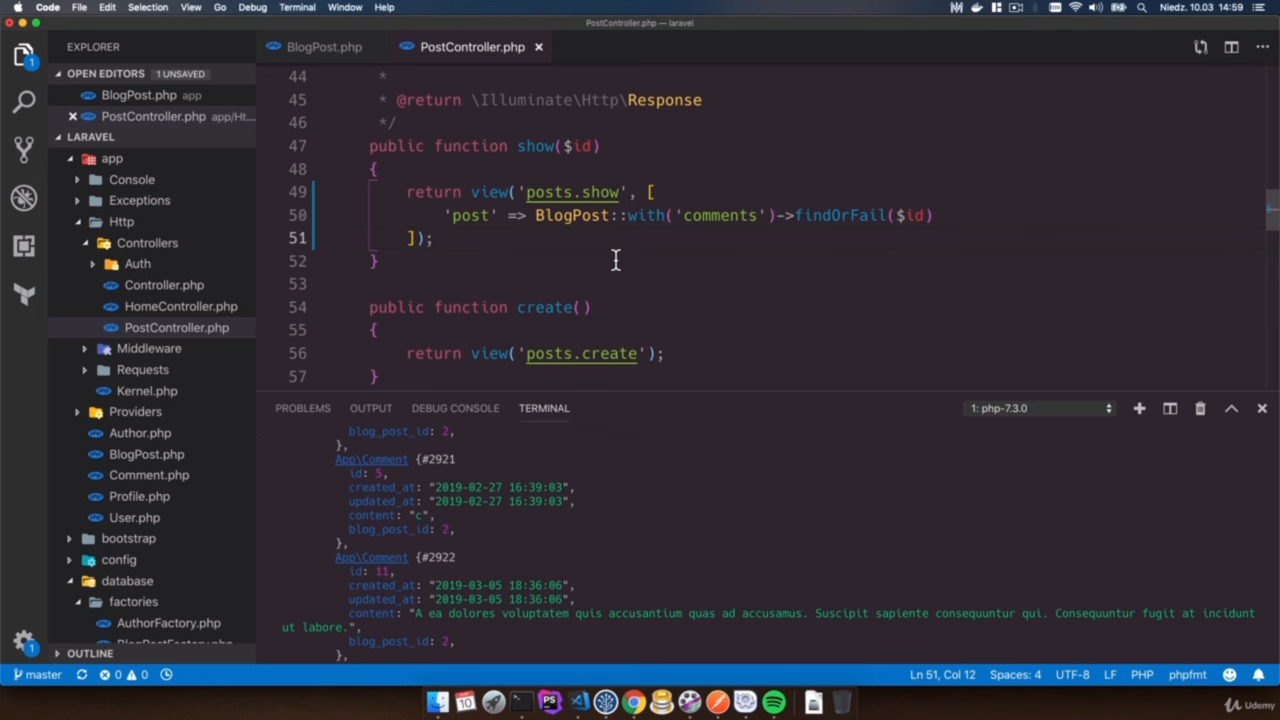 Code File Edit Selection View Go Debug Terminal Window Help Niedz. 10.03 14:59
PostController.php — laravel
EXPLORER
OPEN EDITORS 1 UNSAVED
BlogPost.php app
PostController.php app/Ht...
LARAVEL
app
Console
Exceptions
Http
Controllers
Auth
Controller.php
HomeController.php
PostController.php
Middleware
Requests
Kernel.php
Providers
Author.php
BlogPost.php
Comment.php
Profile.php
User.php
bootstrap
config
database
factories
AuthorFactory.php
BlogPostFactory.php
OUTLINE
BlogPost.php PostController.php
44 *
45 * @return \Illuminate\Http\Response
46 */
47 public function show($id)
48 {
49 return view('posts.show', [
50 'post' => BlogPost::with('comments')->findOrFail($id)
51 ]);
52 }
53
54 public function create()
55 {
56 return view('posts.create');
57 }
PROBLEMS OUTPUT DEBUG CONSOLE TERMINAL 1: php-7.3.0
blog_post_id: 2,
},
App\Comment {#2921
id: 5,
created_at: "2019-02-27 16:39:03",
updated_at: "2019-02-27 16:39:03",
content: "c",
blog_post_id: 2,
},
App\Comment {#2922
id: 11,
created_at: "2019-03-05 18:36:06",
updated_at: "2019-03-05 18:36:06",
content: "A ea dolores voluptatem quis accusantium quas ad accusamus. Suscipit sapiente consequuntur qui. Consequuntur fugit at incidunt
ut labore.",
blog_post_id: 2,
},
master 0 0 Ln 51, Col 12 Spaces: 4 UTF-8 LF PHP phpfmt
Udemy